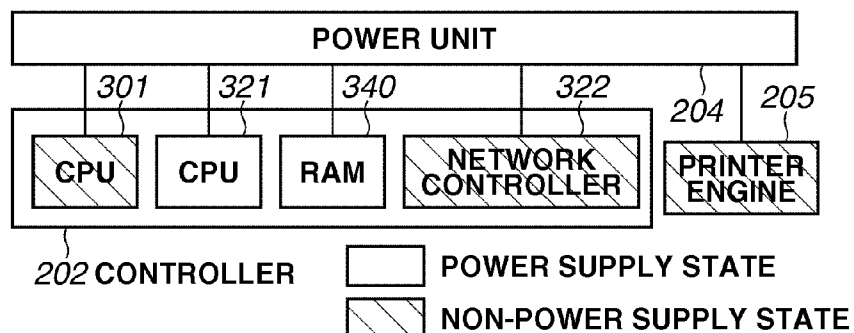 POWER UNIT
301 321 340 322 204 205
CPU CPU RAM NETWORK CONTROLLER PRINTER ENGINE
202 CONTROLLER
POWER SUPPLY STATE
NON-POWER SUPPLY STATE